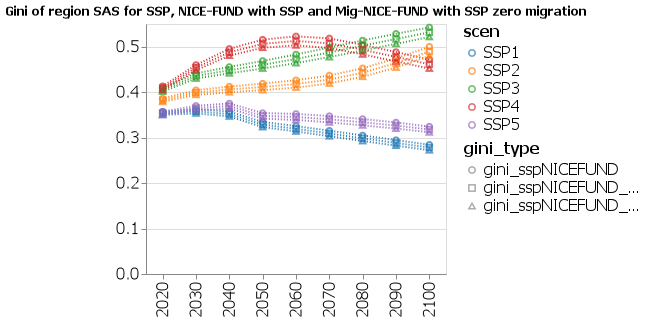 Gini of region SAS for SSP, NICE-FUND with SSP and Mig-NICE-FUND with SSP zero migration
scen
SSP1
SSP2
SSP3
SSP4
SSP5
gini_type
gini_sspNICEFUND
gini_sspNICEFUND_...
gini_sspNICEFUND_...
0.5
0.4
0.3
0.2
0.1
0.0
2020
2030
2040
2050
2060
2070
2080
2090
2100